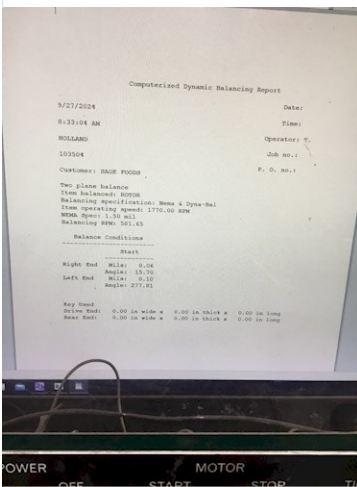 Computerized Dynamic Balancing Report
9/27/2024 Date:
8:33:04 AM Time:
HOLLAND Operator: T.
103504 Job no.:
Customer: SAGE FOODS P. O. no.:
Two plane balance
Item balanced: ROTOR
Balancing specification: Nema & Dyna-Bal
Item operating speed: 1770.00 RPM
NEMA Spec: 1.50 mil
Balancing RPM: 581.65
Balance Conditions
Start
Right End Mils: 0.06
Angle: 15.70
Left End Mils: 0.10
Angle: 277.81
Key Used
Drive End: 0.00 in wide x 0.00 in thick x 0.00 in long
Rear End: 0.00 in wide x 0.00 in thick x 0.00 in long
POWER MOTOR
OFF START STOP